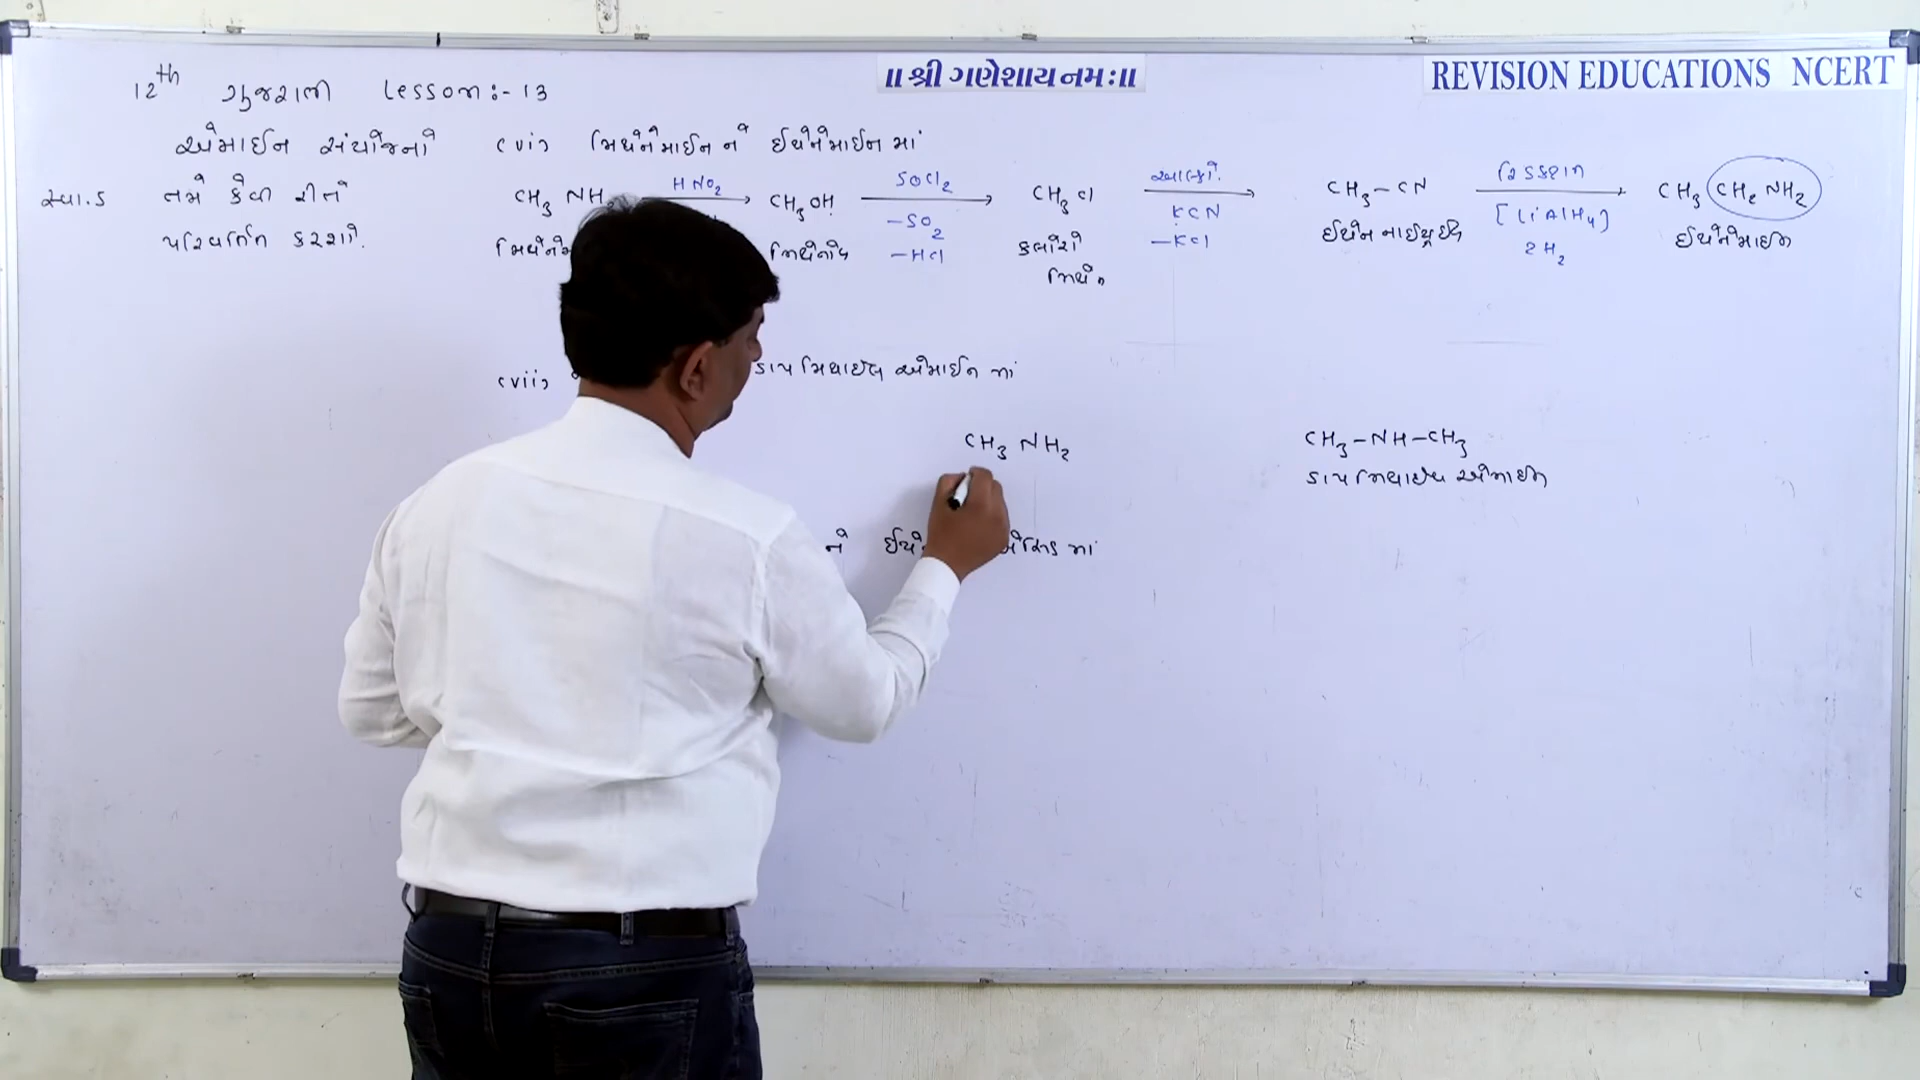 ॥ શ્રી ગણેશાય નમઃ॥
REVISION EDUCATIONS NCERT
12th ગુજરાતી Lesson:- 13
એમાઈન સંયોજનો
સ્વા.5 તમે કેવી રીતે
પરિવર્તન કરશો.
(vi) મિથેનેમાઈન ને ઈથેનેમાઈન માં
HNO2 SOCl2 આલ્કો. રિડક્શન
CH3 NH2 CH3OH CH3Cl CH3-CN CH3 CH2 NH2
-SO2 KCN [LiAlH4]
મિથેનોલ -HCl ક્લોરો -KCl ઈથેન નાઈટ્રાઈલ 2H2 ઈથેનેમાઈન
મિથેન
(vii) ડાય મિથાઈલ એમાઈન માં
CH3 NH2 CH3-NH-CH3
ડાય મિથાઈલ એમાઈન
ને માં